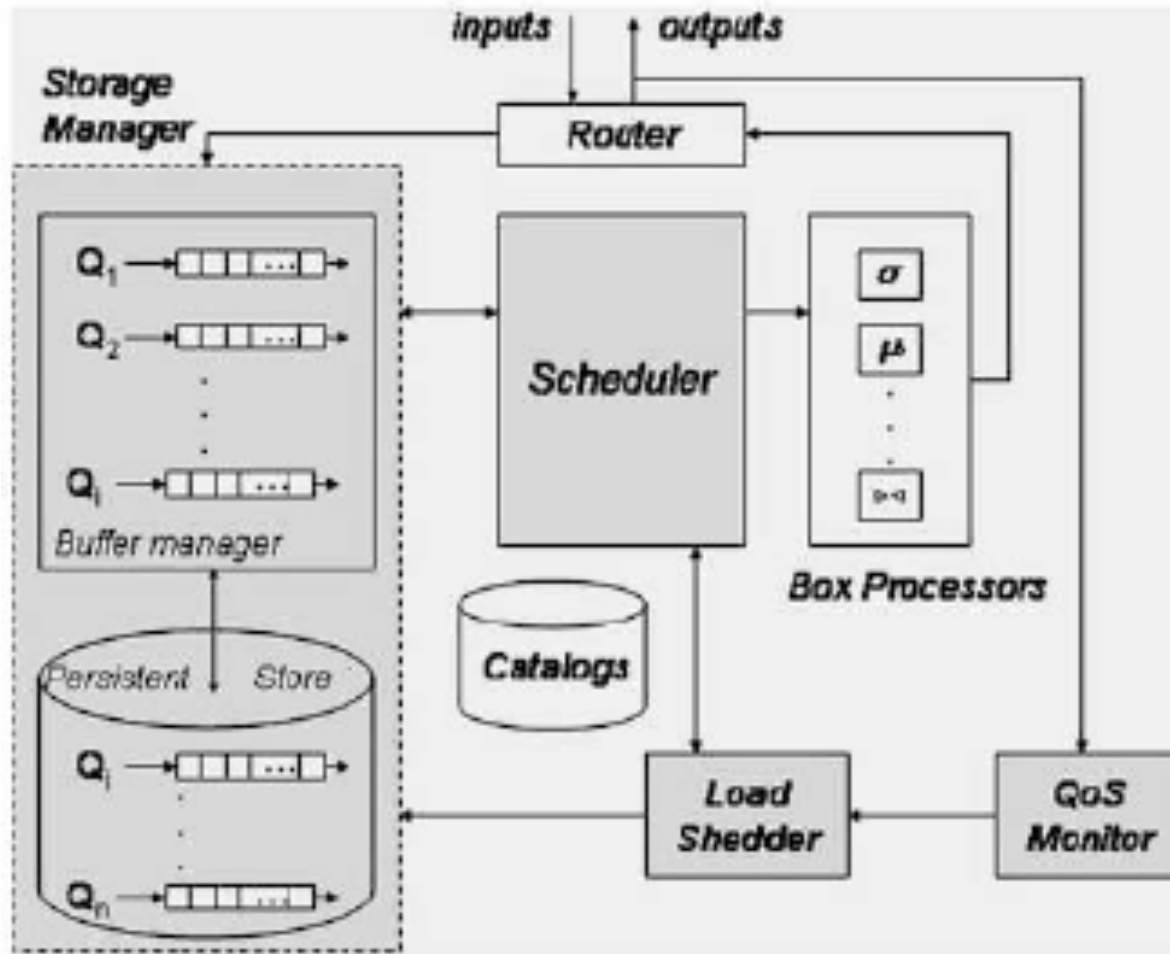 inputs
outputs
Storage
Manager
Router
Q1
...
σ
Q2
...
μ
Scheduler
Qi
...
⋈
Buffer manager
Box Processors
Persistent Store
Catalogs
Qj
...
Load
Shedder
QoS
Monitor
Qn
...